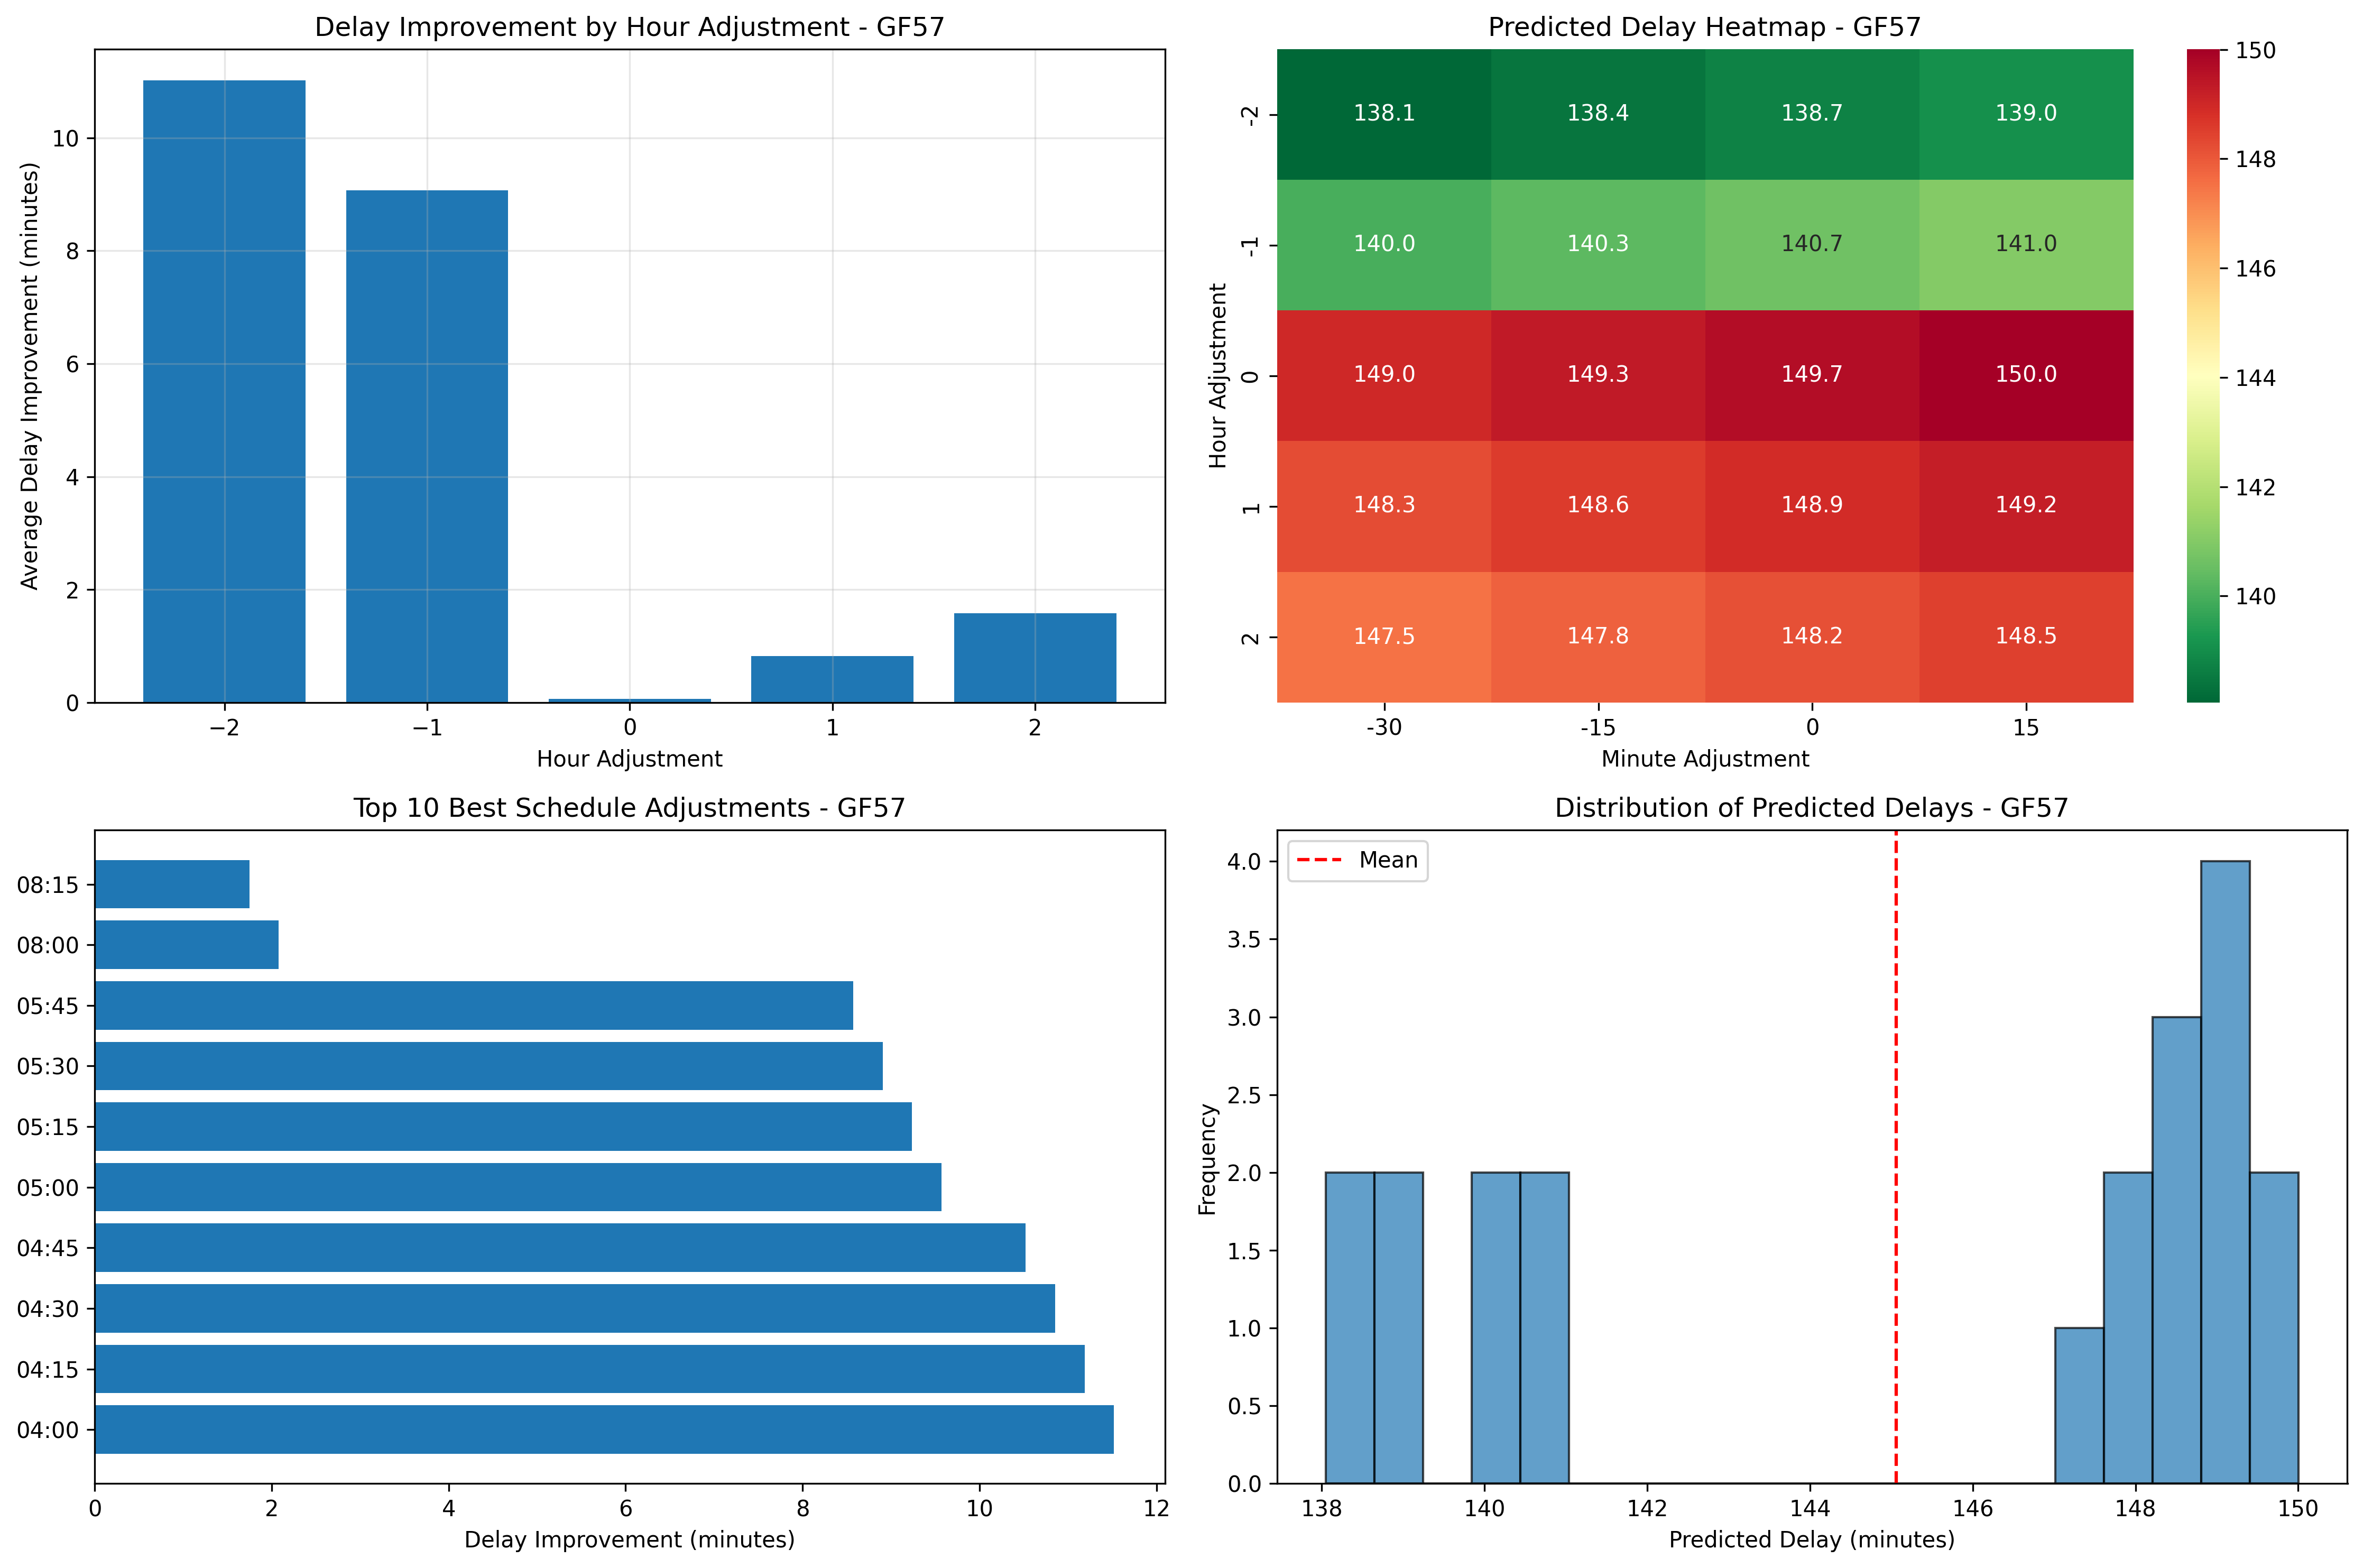 Delay Improvement by Hour Adjustment - GF57
Average Delay Improvement (minutes)
10
8
6
4
2
0
−2 −1 0 1 2
Hour Adjustment
Predicted Delay Heatmap - GF57
Hour Adjustment
-2 138.1 138.4 138.7 139.0
-1 140.0 140.3 140.7 141.0
0 149.0 149.3 149.7 150.0
1 148.3 148.6 148.9 149.2
2 147.5 147.8 148.2 148.5
-30 -15 0 15
Minute Adjustment
150
148
146
144
142
140
Top 10 Best Schedule Adjustments - GF57
08:15
08:00
05:45
05:30
05:15
05:00
04:45
04:30
04:15
04:00
0 2 4 6 8 10 12
Delay Improvement (minutes)
Distribution of Predicted Delays - GF57
Mean
Frequency
4.0
3.5
3.0
2.5
2.0
1.5
1.0
0.5
0.0
138 140 142 144 146 148 150
Predicted Delay (minutes)